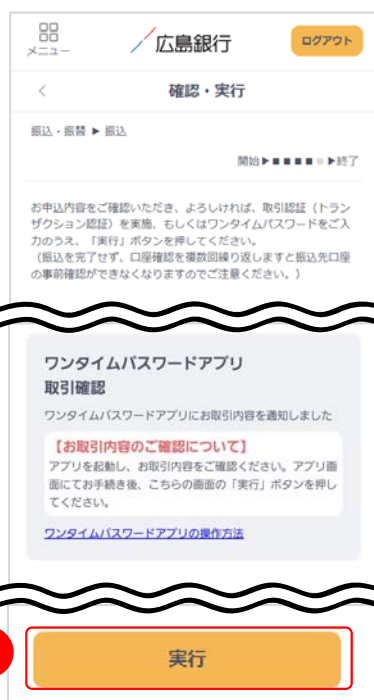 メニュー
広島銀行
ログアウト
確認・実行
振込・振替 ▶ 振込
開始▶■■■■■▶終了
お申込内容をご確認いただき、よろしければ、取引認証（トラン
ザクション認証）を実施、もしくはワンタイムパスワードをご入
力のうえ、「実行」ボタンを押してください。
（振込を完了せず、口座確認を複数回繰り返しますと振込先口座
の事前確認ができなくなりますのでご注意ください。）
ワンタイムパスワードアプリ
取引確認
ワンタイムパスワードアプリにお取引内容を通知しました
【お取引内容のご確認について】
アプリを起動し、お取引内容をご確認ください。アプリ画
面にてお手続き後、こちらの画面の「実行」ボタンを押し
てください。
ワンタイムパスワードアプリの操作方法
実行